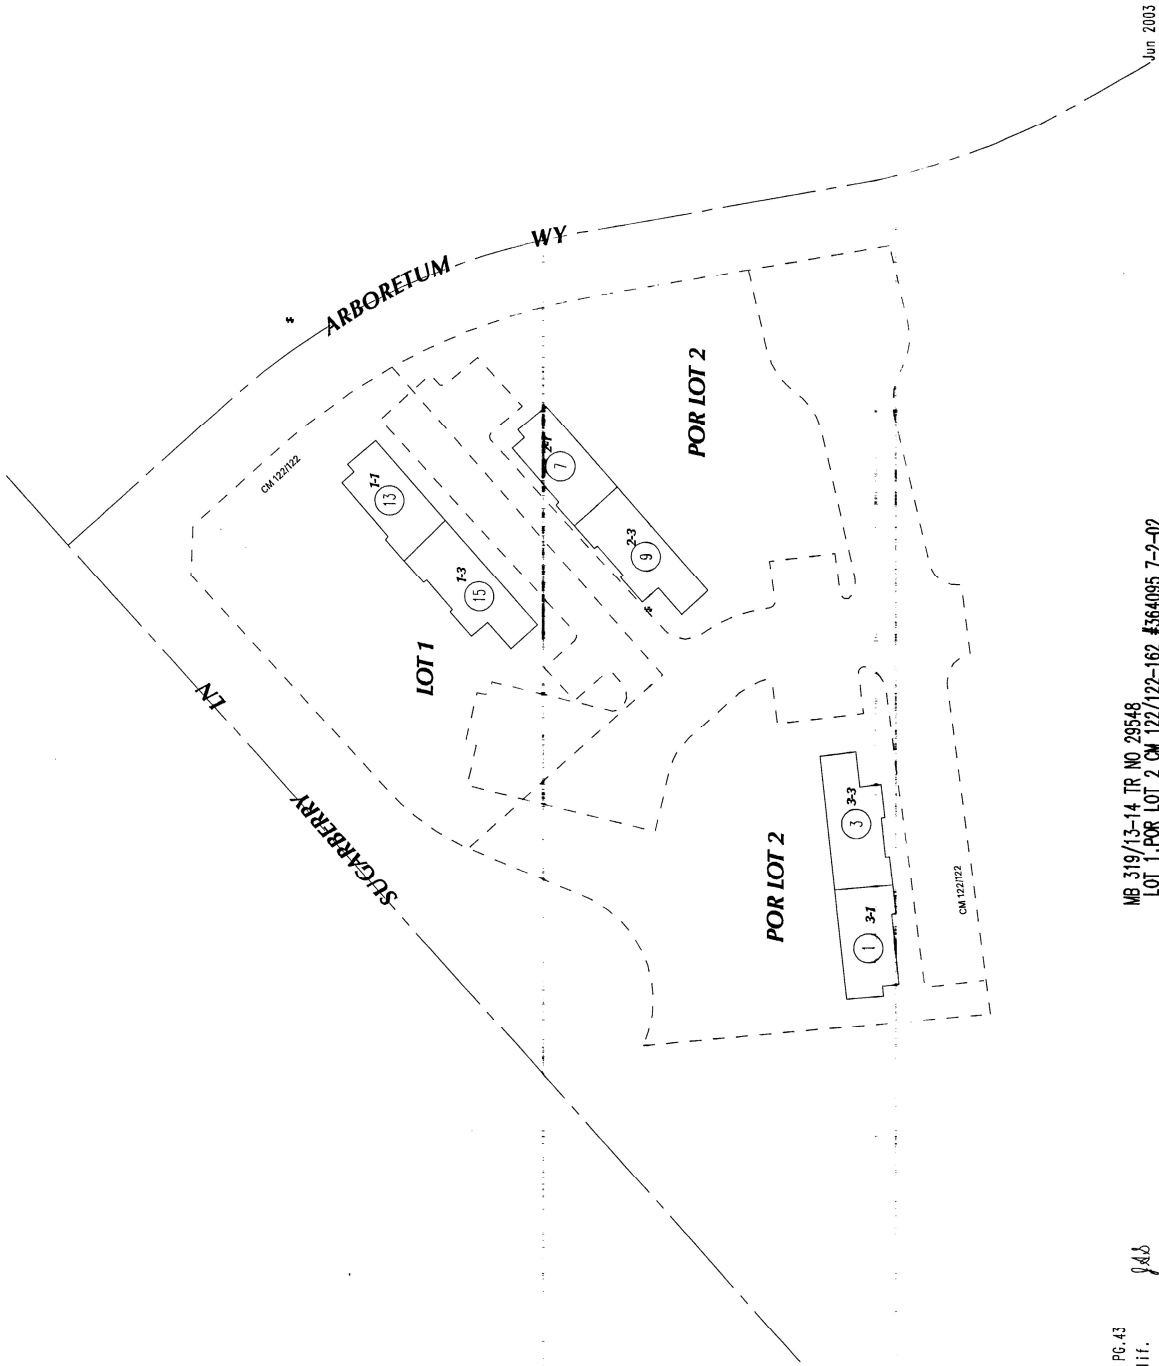 Jun 2003
ARBORETUM
WY
CM 122/122
1-1
13
1-3
15
2-1
7
2-3
9
LOT 1
POR LOT 2
LN
SUGARBERRY
POR LOT 2
3-3
3
3-1
1
CM 122/122
MB 319/13-14 TR NO 29548
LOT 1,POR LOT 2 CM 122/122-162 #364095 7-2-02
PG.43
lif.